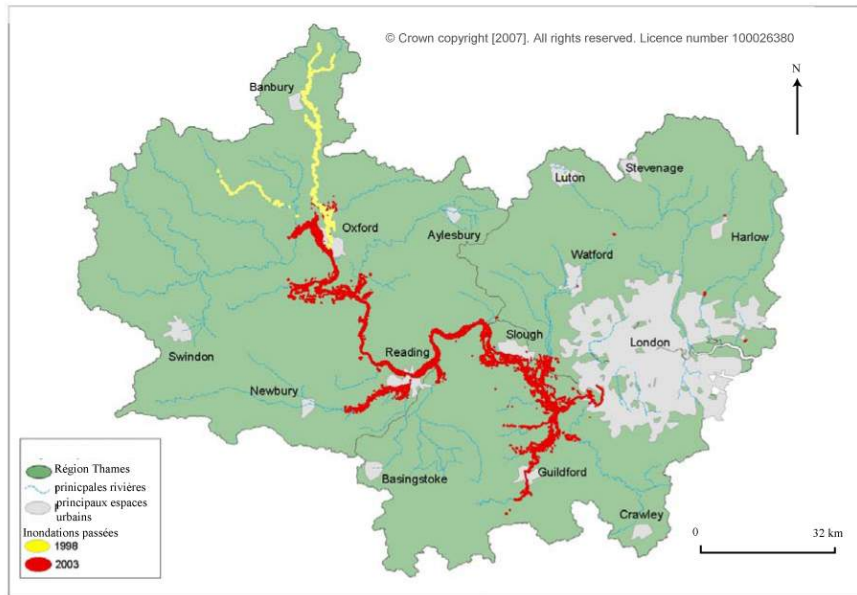 © Crown copyright [2007]. All rights reserved. Licence number 100026380
N
Banbury
Stevenage
Luton
Oxford
Aylesbury
Watford
Harlow
Slough
London
Swindon
Reading
Newbury
Basingstoke
Guildford
Crawley
Région Thames
prinicpales rivières
principaux espaces
urbains
Inondations passées
1998
2003
0 32 km